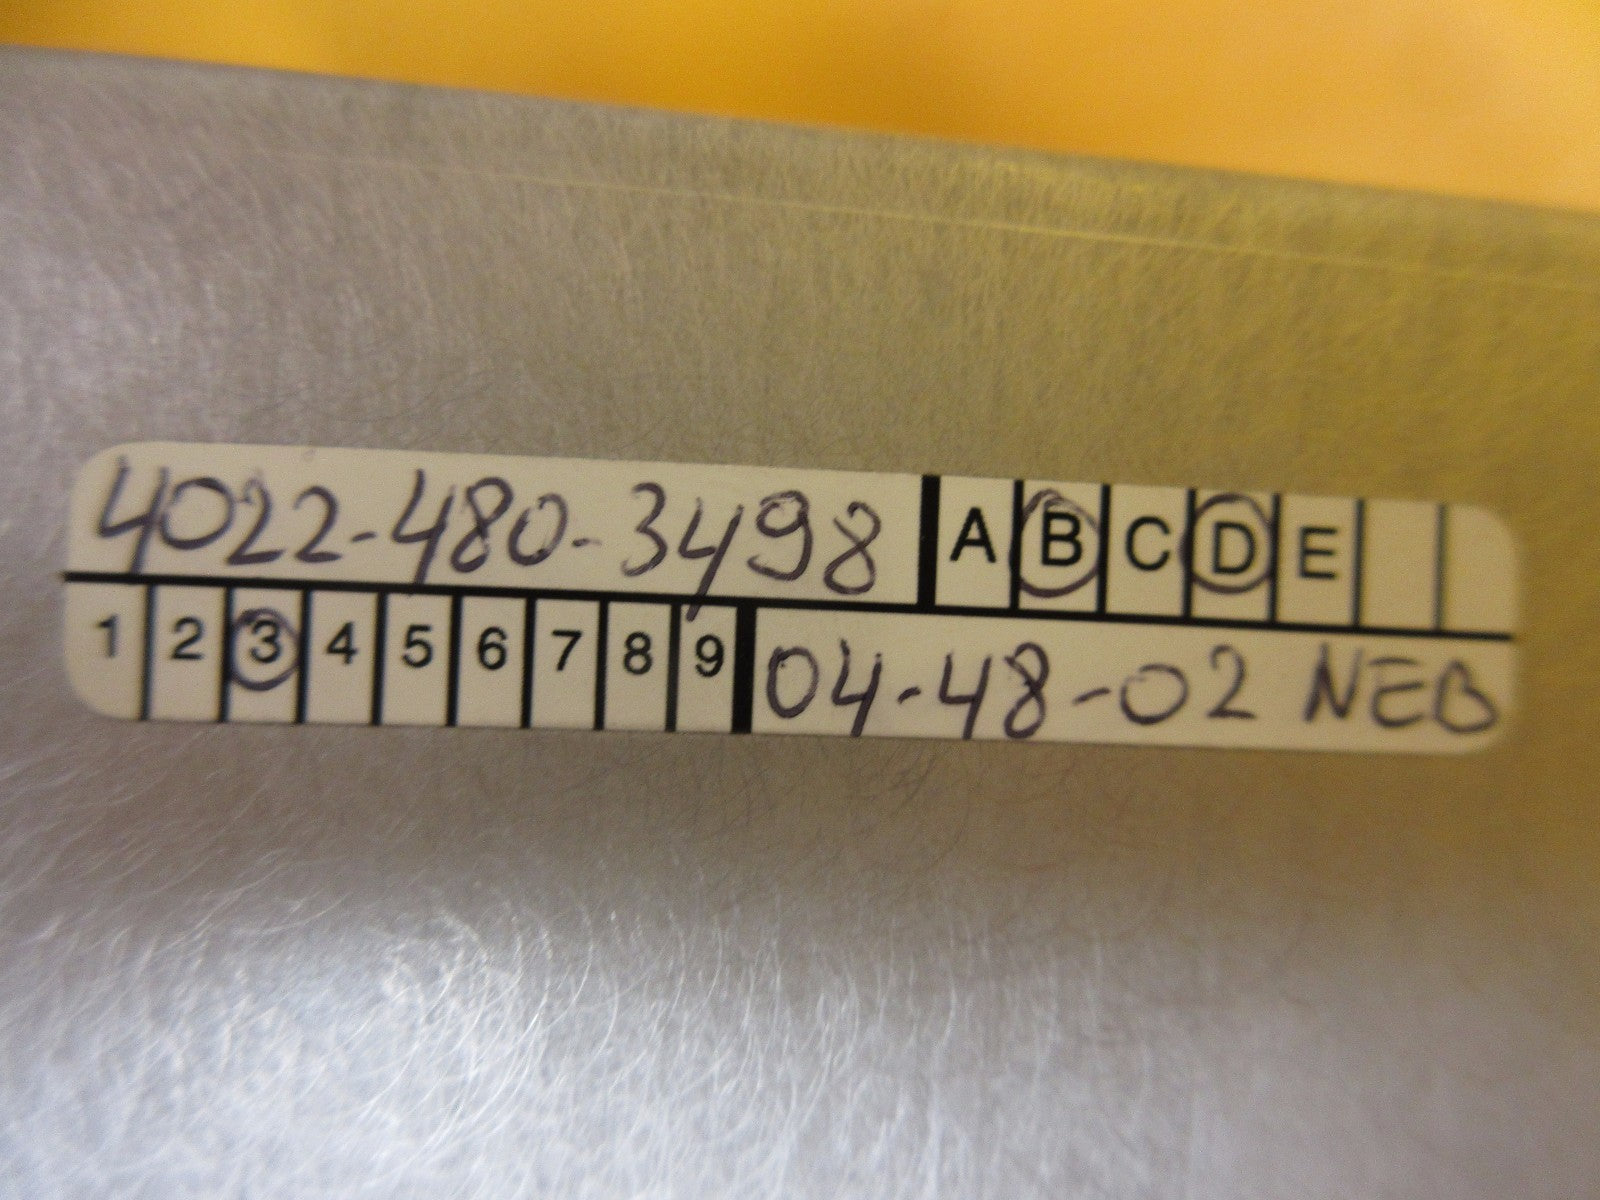 4022-480-3498 A B C D E
1 2 3 4 5 6 7 8 9 04-48-02 NEB